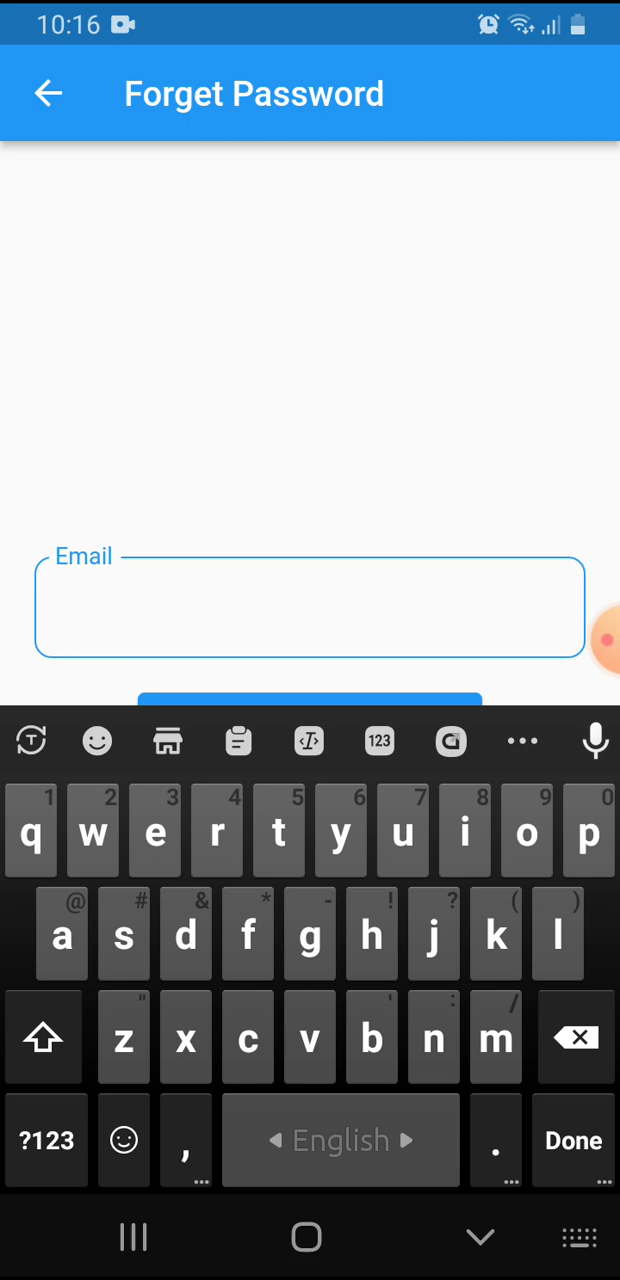 10:16
Forget Password
Email
123
1 2 3 4 5 6 7 8 9 0
q w e r t y u i o p
@ # & * - ! ? ( )
a s d f g h j k l
" ' : /
z x c v b n m
?123 , English . Done